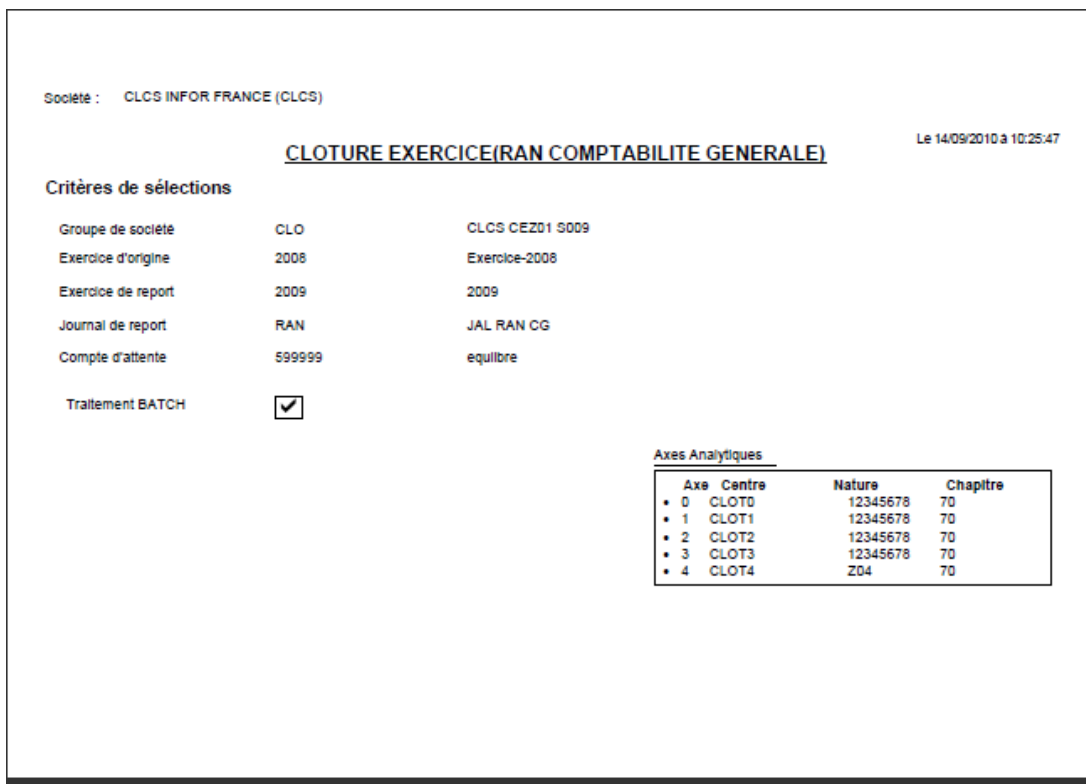 Société : CLCS INFOR FRANCE (CLCS)
Le 14/09/2010 à 10:25:47
CLOTURE EXERCICE(RAN COMPTABILITE GENERALE)
Critères de sélections
Groupe de société CLO CLCS CEZ01 S009
Exercice d'origine 2008 Exercice-2008
Exercice de report 2009 2009
Journal de report RAN JAL RAN CG
Compte d'attente 599999 equilbre
Traitement BATCH ✓
Axes Analytiques
Axe Centre Nature Chapitre
• 0 CLOT0 12345678 70
• 1 CLOT1 12345678 70
• 2 CLOT2 12345678 70
• 3 CLOT3 12345678 70
• 4 CLOT4 Z04 70